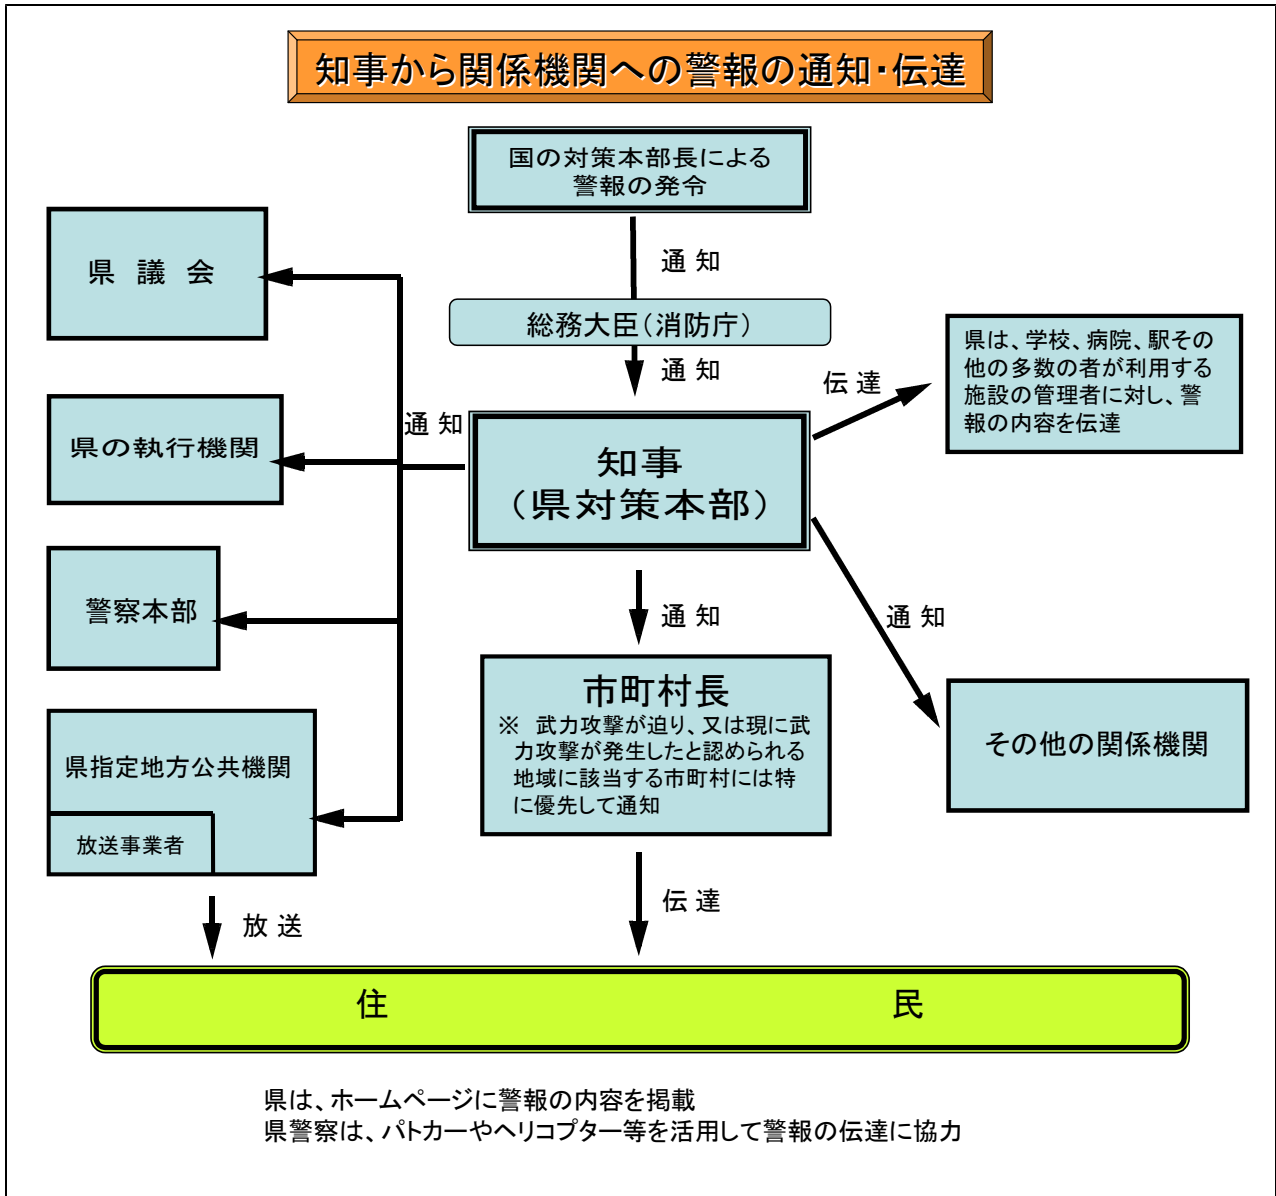 知事から関係機関への警報の通知・伝達
国の対策本部長による
警報の発令
通 知
総務大臣（消防庁）
通 知
県 議 会
県の執行機関
警察本部
県指定地方公共機関
放送事業者
通 知
知事
（県対策本部）
伝 達
県は、学校、病院、駅その
他の多数の者が利用する
施設の管理者に対し、警
報の内容を伝達
通 知
その他の関係機関
通 知
市町村長
※ 武力攻撃が迫り、又は現に武
力攻撃が発生したと認められる
地域に該当する市町村には特
に優先して通知
放 送
伝 達
住 民
県は、ホームページに警報の内容を掲載
県警察は、パトカーやヘリコプター等を活用して警報の伝達に協力